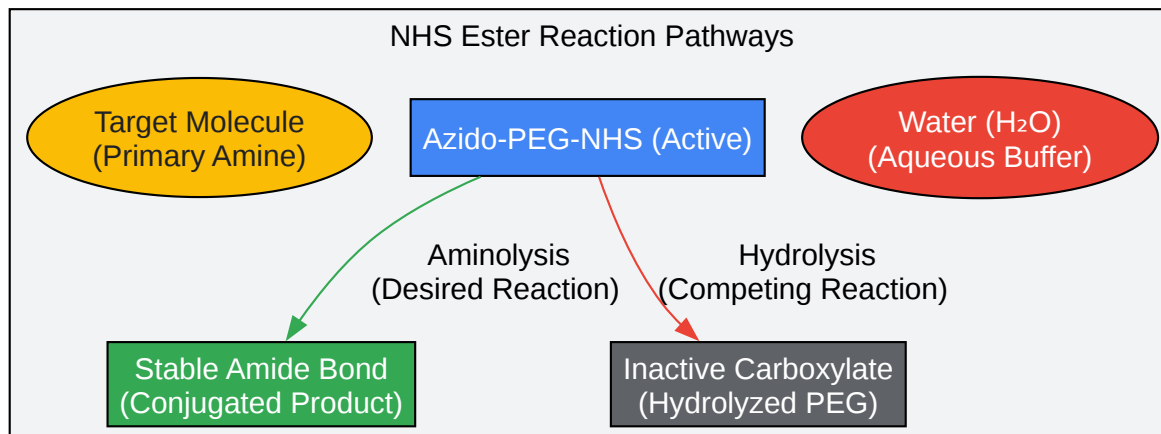 NHS Ester Reaction Pathways
Target Molecule
(Primary Amine)
Azido-PEG-NHS (Active)
Water (H₂O)
(Aqueous Buffer)
Aminolysis
(Desired Reaction)
Hydrolysis
(Competing Reaction)
Stable Amide Bond
(Conjugated Product)
Inactive Carboxylate
(Hydrolyzed PEG)